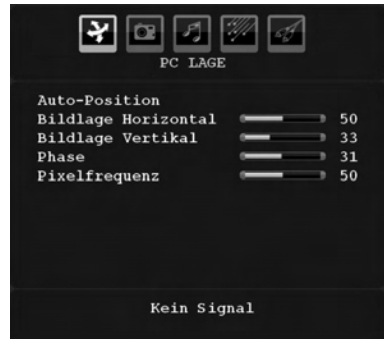 PC LAGE
Auto-Position
Bildlage Horizontal 50
Bildlage Vertikal 33
Phase 31
Pixelfrequenz 50
Kein Signal